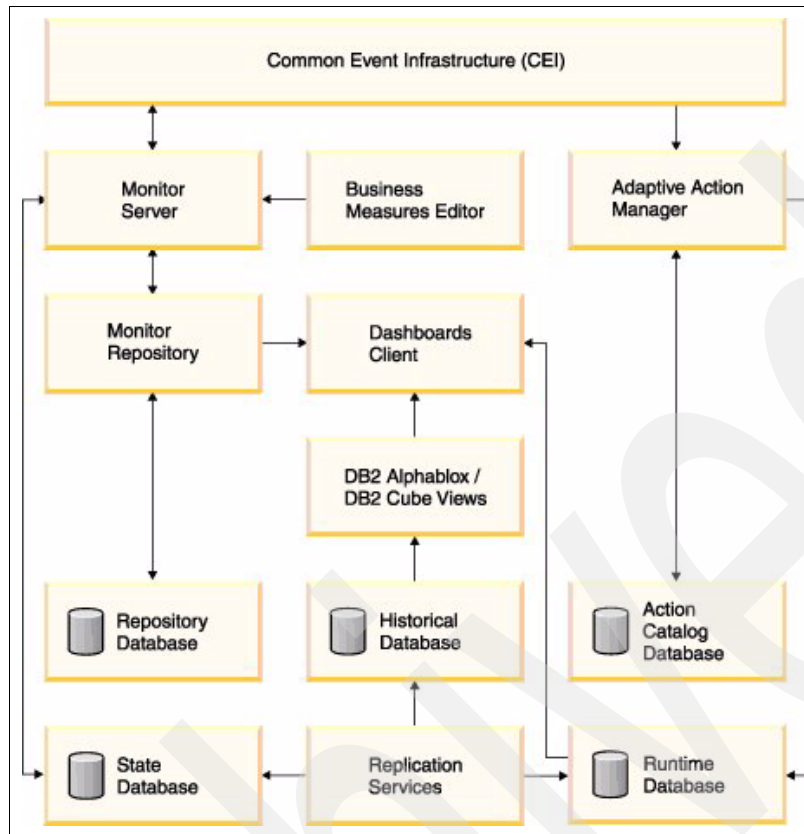 Common Event Infrastructure (CEI)
Monitor
Server
Business
Measures Editor
Adaptive Action
Manager
Monitor
Repository
Dashboards
Client
DB2 Alphablox /
DB2 Cube Views
Repository
Database
Historical
Database
Action
Catalog
Database
State
Database
Replication
Services
Runtime
Database